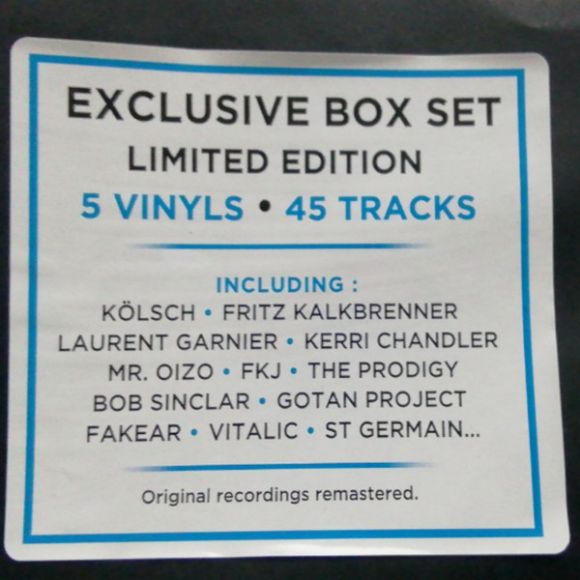 EXCLUSIVE BOX SET
LIMITED EDITION
5 VINYLS • 45 TRACKS
INCLUDING :
KÖLSCH • FRITZ KALKBRENNER
LAURENT GARNIER • KERRI CHANDLER
MR. OIZO • FKJ • THE PRODIGY
BOB SINCLAR • GOTAN PROJECT
FAKEAR • VITALIC • ST GERMAIN...
Original recordings remastered.